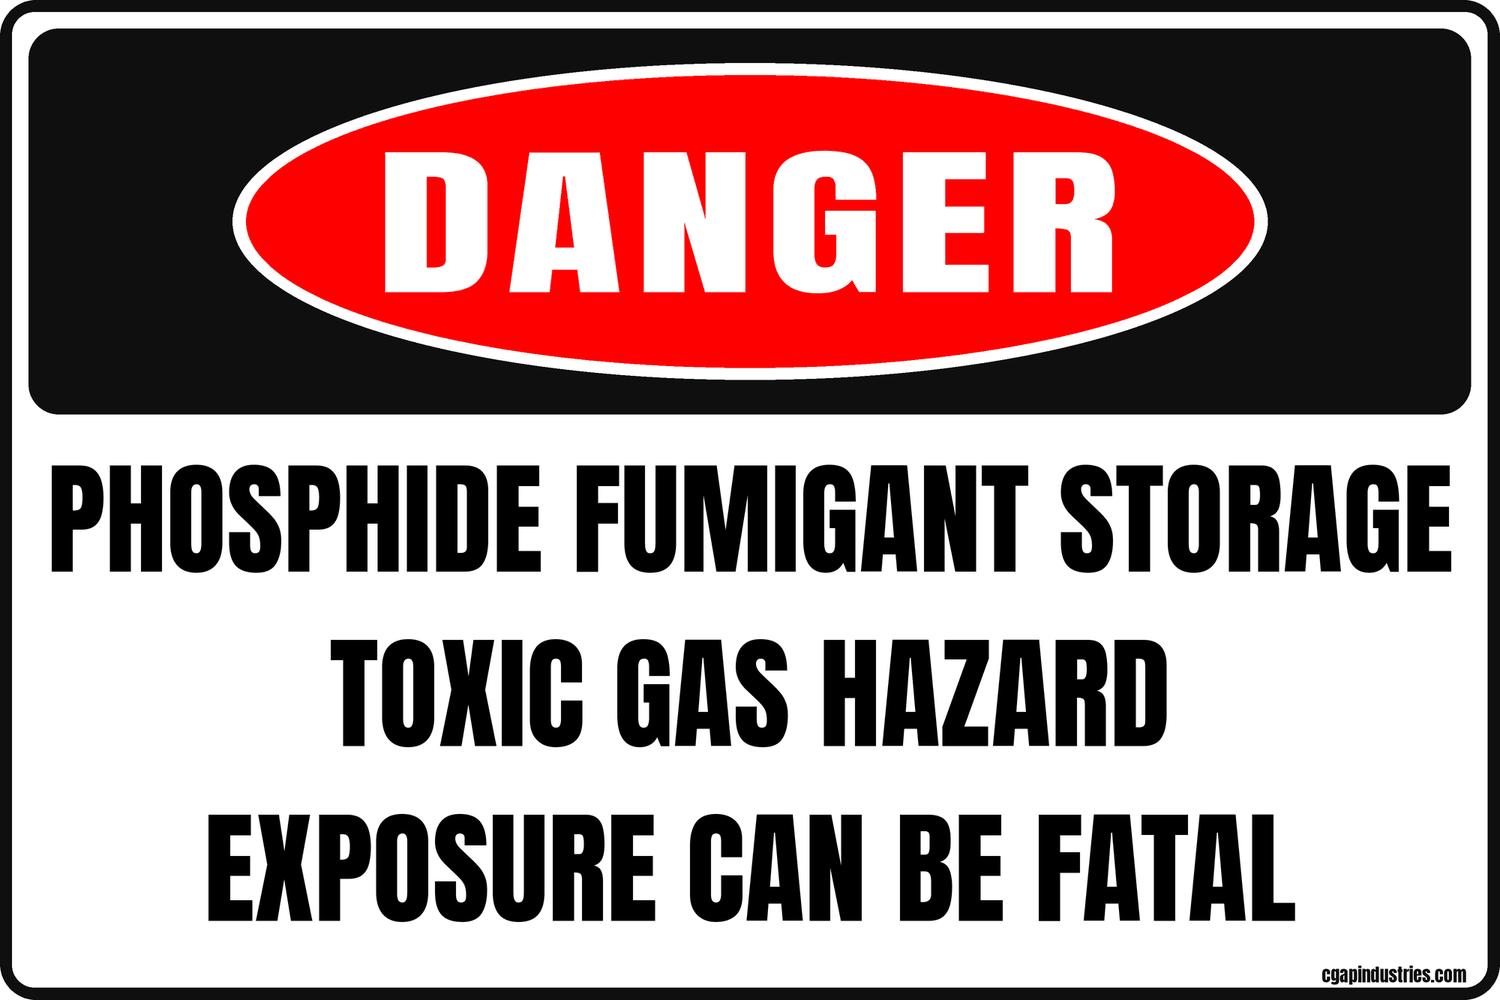 DANGER
PHOSPHIDE FUMIGANT STORAGE
TOXIC GAS HAZARD
EXPOSURE CAN BE FATAL
cgapindustries.com